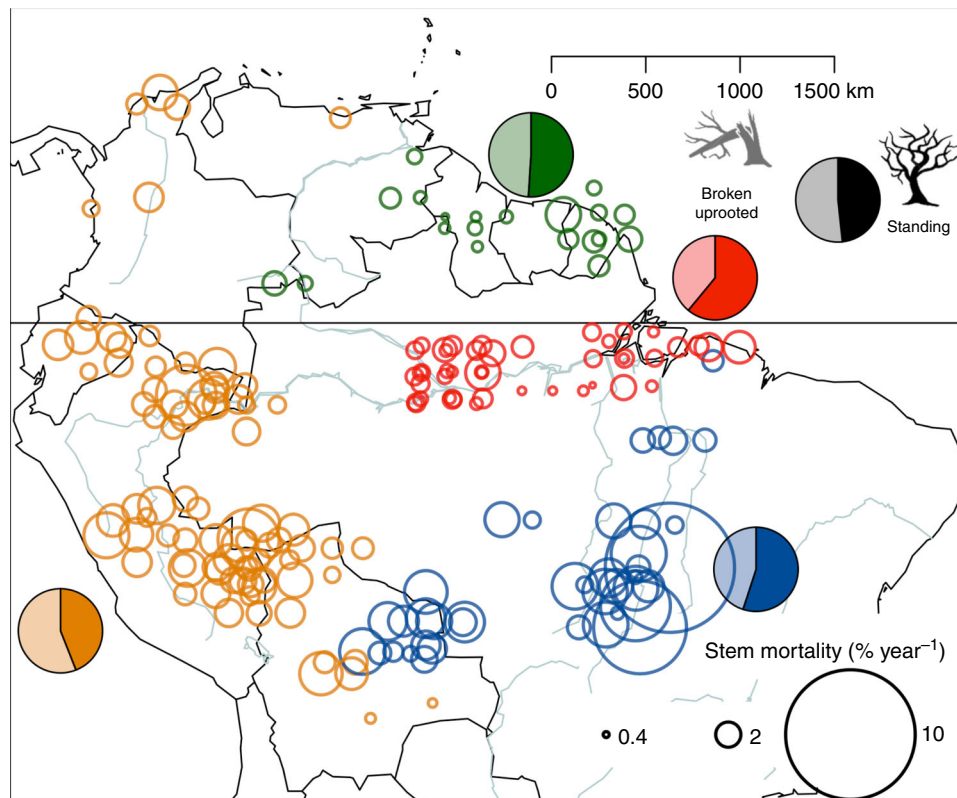 0 500 1000 1500 km
Broken
uprooted
Standing
Stem mortality (% year⁻¹)
0.4 2 10